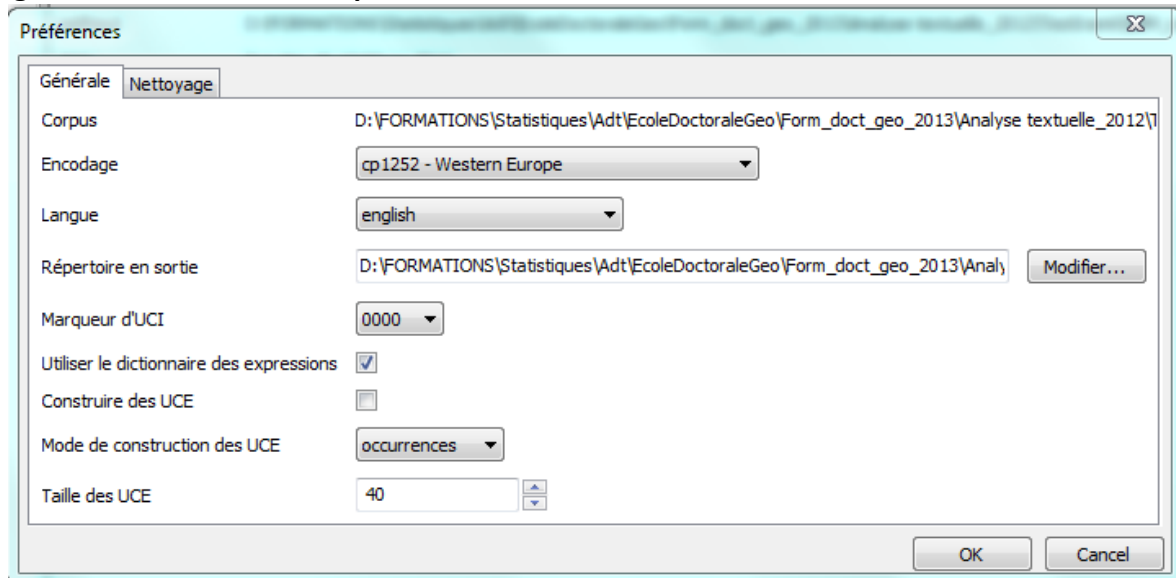 Préférences
Générale Nettoyage
Corpus D:\FORMATIONS\Statistiques\Adt\EcoleDoctoraleGeo\Form_doct_geo_2013\Analyse textuelle_2012\
Encodage cp1252 - Western Europe
Langue english
Répertoire en sortie D:\FORMATIONS\Statistiques\Adt\EcoleDoctoraleGeo\Form_doct_geo_2013\Analy Modifier...
Marqueur d'UCI 0000
Utiliser le dictionnaire des expressions
Construire des UCE
Mode de construction des UCE occurrences
Taille des UCE 40
OK Cancel